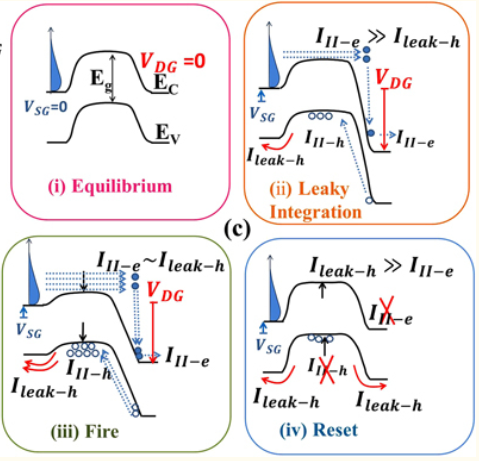 V_DG =0
E_g
E_C
V_SG=0
E_V
(i) Equilibrium
I_II−e ≫ I_leak−h
V_DG
V_SG
I_II−h
I_II−e
I_leak−h
(ii) Leaky
Integration
(c)
I_II−e~I_leak−h
V_DG
V_SG
I_II−e
I_II−h
I_leak−h
(iii) Fire
I_leak−h ≫ I_II−e
I_II−e
V_SG
I_II−h
I_leak−h
I_leak−h
(iv) Reset